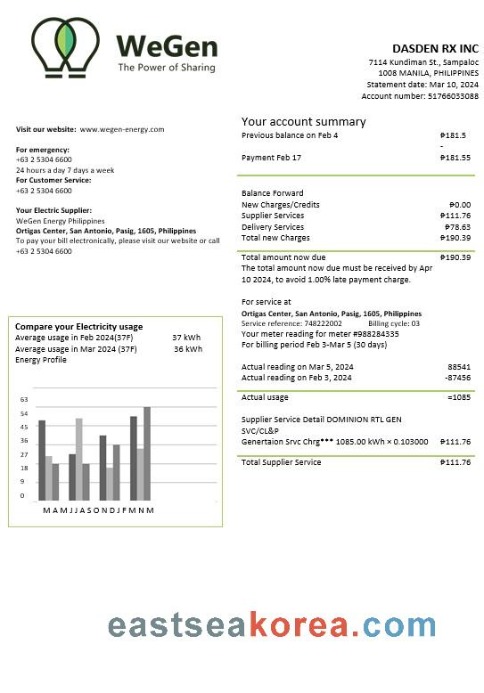 WeGen
The Power of Sharing
DASDEN RX INC
7114 Kundiman St., Sampaloc
1008 MANILA, PHILIPPINES
Statement date: Mar 10, 2024
Account number: 51766033088
Visit our website: www.wegen-energy.com
For emergency:
+63 2 5304 6600
24 hours a day 7 days a week
For Customer Service:
+63 2 5304 6600
Your Electric Supplier:
WeGen Energy Philippines
Ortigas Center, San Antonio, Pasig, 1605, Philippines
To pay your bill electronically, please visit our website or call
+63 2 5304 6600
Your account summary
Previous balance on Feb 4 ₱181.5
-
Payment Feb 17 ₱181.55
Balance Forward
New Charges/Credits ₱0.00
Supplier Services ₱111.76
Delivery Services ₱78.63
Total new Charges ₱190.39
Total amount now due ₱190.39
The total amount now due must be received by Apr
10 2024, to avoid 1.00% late payment charge.
For service at
Ortigas Center, San Antonio, Pasig, 1605, Philippines
Service reference: 748222002 Billing cycle: 03
Your meter reading for meter #988284335
For billing period Feb 3-Mar 5 (30 days)
Actual reading on Mar 5, 2024 88541
Actual reading on Feb 3, 2024 -87456
Actual usage =1085
Supplier Service Detail DOMINION RTL GEN
SVC/CL&P
Genertaion Srvc Chrg*** 1085.00 kWh × 0.103000 ₱111.76
Total Supplier Service ₱111.76
Compare your Electricity usage
Average usage in Feb 2024(37F) 37 kWh
Average usage in Mar 2024 (37F) 36 kWh
Energy Profile
63
54
45
36
27
18
9
0
M A M J J A S O N D J F M N M
eastseakorea.com